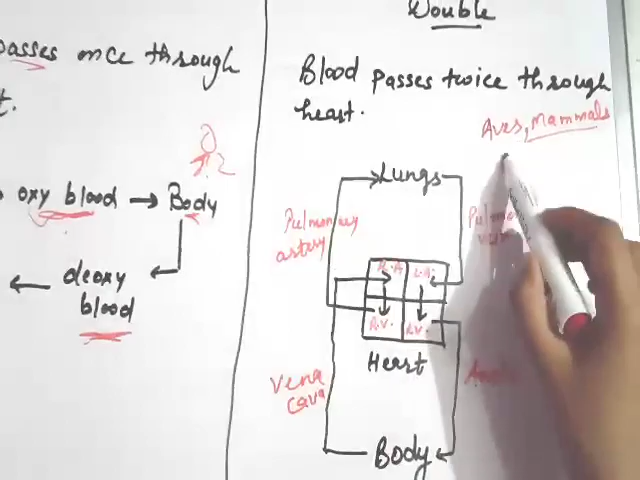 passes once through
t.
oxy blood → Body
← deoxy
blood
Double
Blood passes twice through
heart.
Aves, Mammals
Lungs
Pulmonary
artery
R.A L.A.
R.V. R.V.
Heart
Vena
Cava
Body